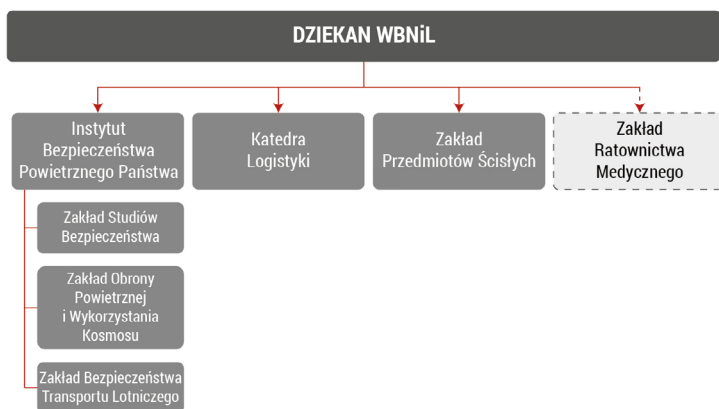 DZIEKAN WBNiL
Instytut
Bezpieczeństwa
Powietrznego Państwa
Katedra
Logistyki
Zakład
Przedmiotów Ścisłych
Zakład
Ratownictwa
Medycznego
Zakład Studiów
Bezpieczeństwa
Zakład Obrony
Powietrznej
i Wykorzystania
Kosmosu
Zakład Bezpieczeństwa
Transportu Lotniczego